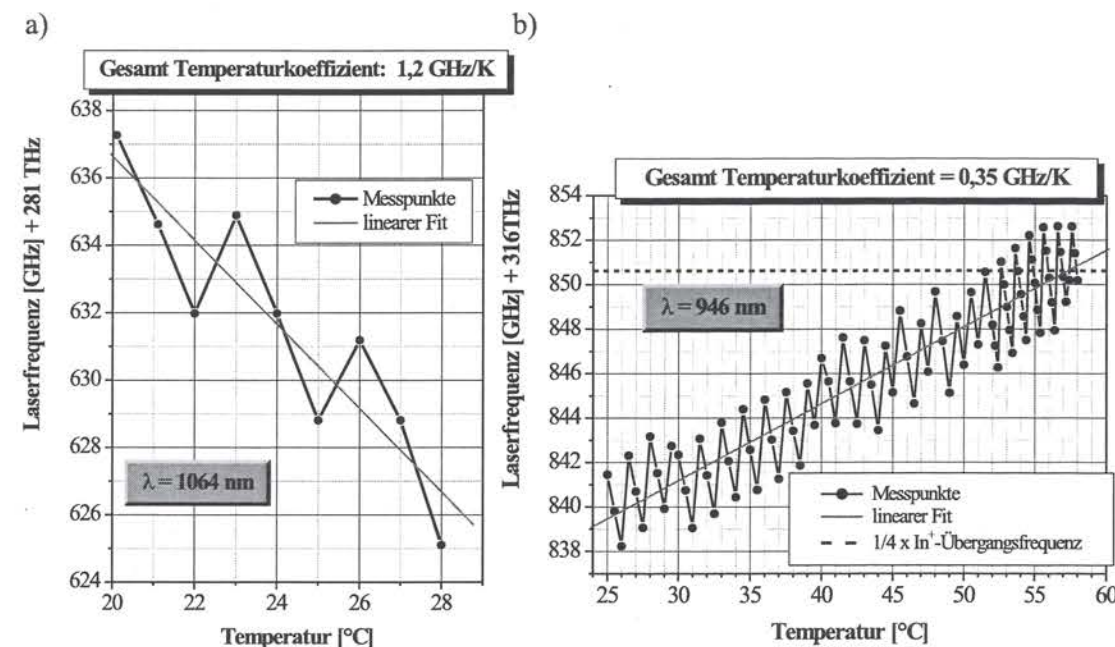 a)
Gesamt Temperaturkoeffizient: 1,2 GHz/K
Laserfrequenz [GHz] + 281 THz
638
636
634
632
630
628
626
624
Messpunkte
linearer Fit
λ = 1064 nm
20
22
24
26
28
Temperatur [°C]
b)
Gesamt Temperaturkoeffizient = 0,35 GHz/K
Laserfrequenz [GHz] + 316THz
854
852
850
848
846
844
842
840
838
λ = 946 nm
Messpunkte
linearer Fit
1/4 x In⁺-Übergangsfrequenz
25
30
35
40
45
50
55
60
Temperatur [°C]